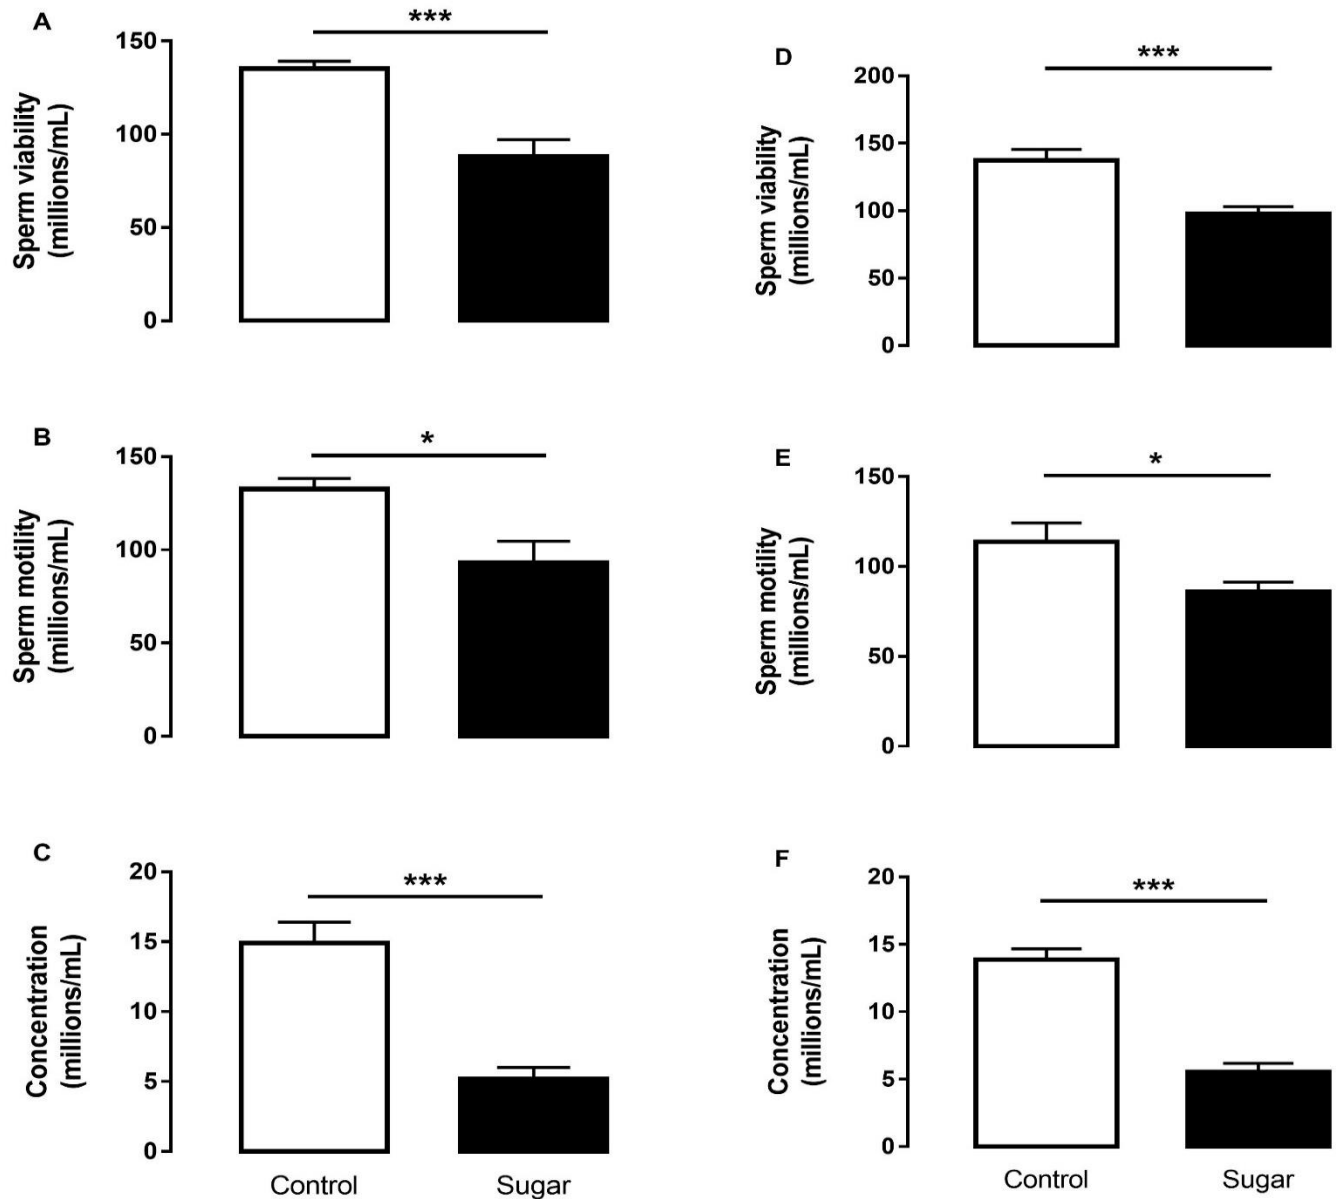 A
***
150
100
50
0
Sperm viability
(millions/mL)
B
*
150
100
50
0
Sperm motility
(millions/mL)
C
***
20
15
10
5
0
Concentration
(millions/mL)
Control Sugar
D
***
200
150
100
50
0
Sperm viability
(millions/mL)
E
*
150
100
50
0
Sperm motility
(millions/mL)
F
***
20
15
10
5
0
Concentration
(millions/mL)
Control Sugar